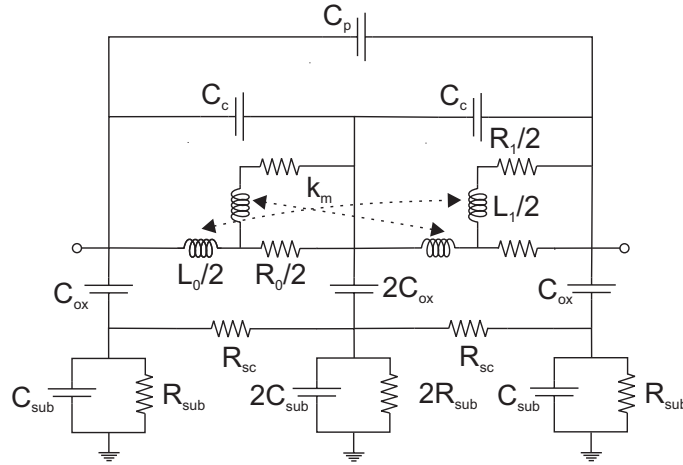 C_p
C_c C_c
R_1/2
k_m
L_1/2
L_0/2 R_0/2
C_ox 2C_ox C_ox
R_sc R_sc
C_sub R_sub 2C_sub 2R_sub C_sub R_sub